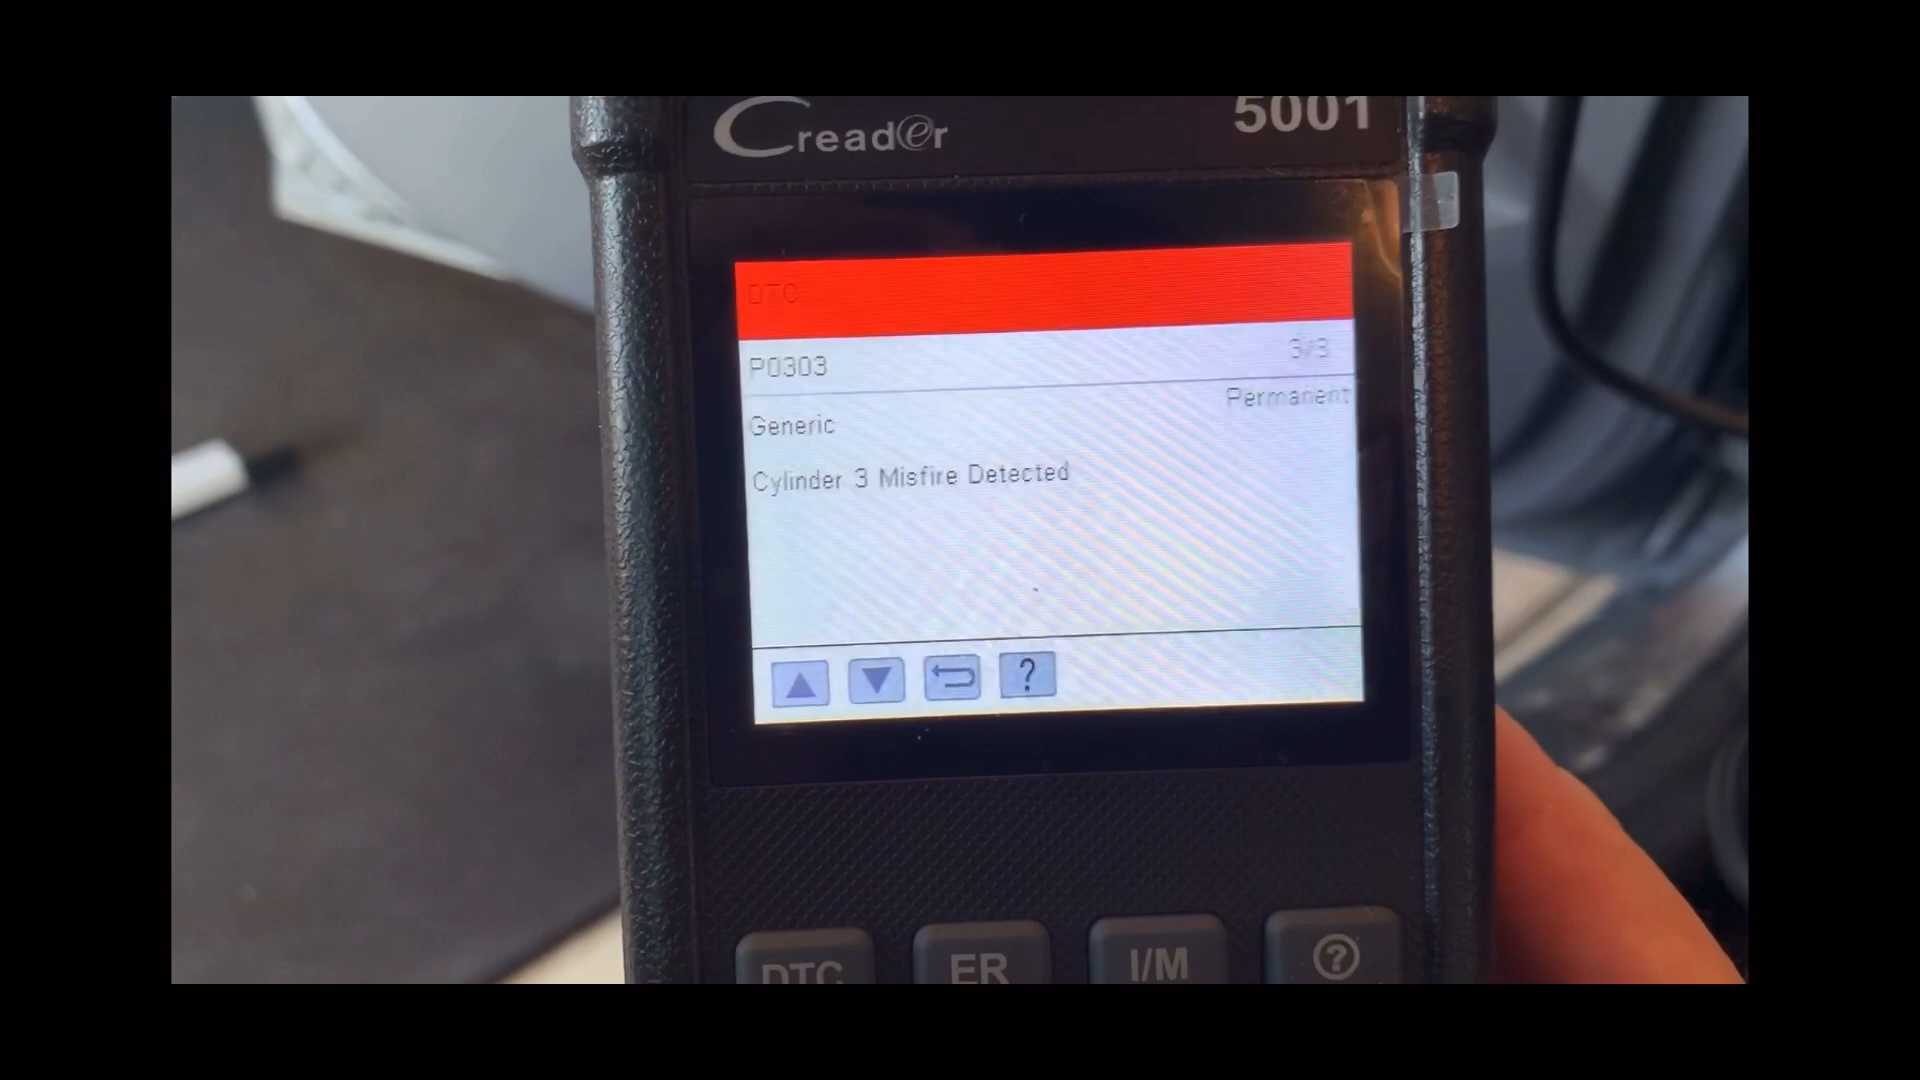 Creader 5001
DTC
P0303 3/3
Permanent
Generic
Cylinder 3 Misfire Detected
?
DTC ER I/M ?